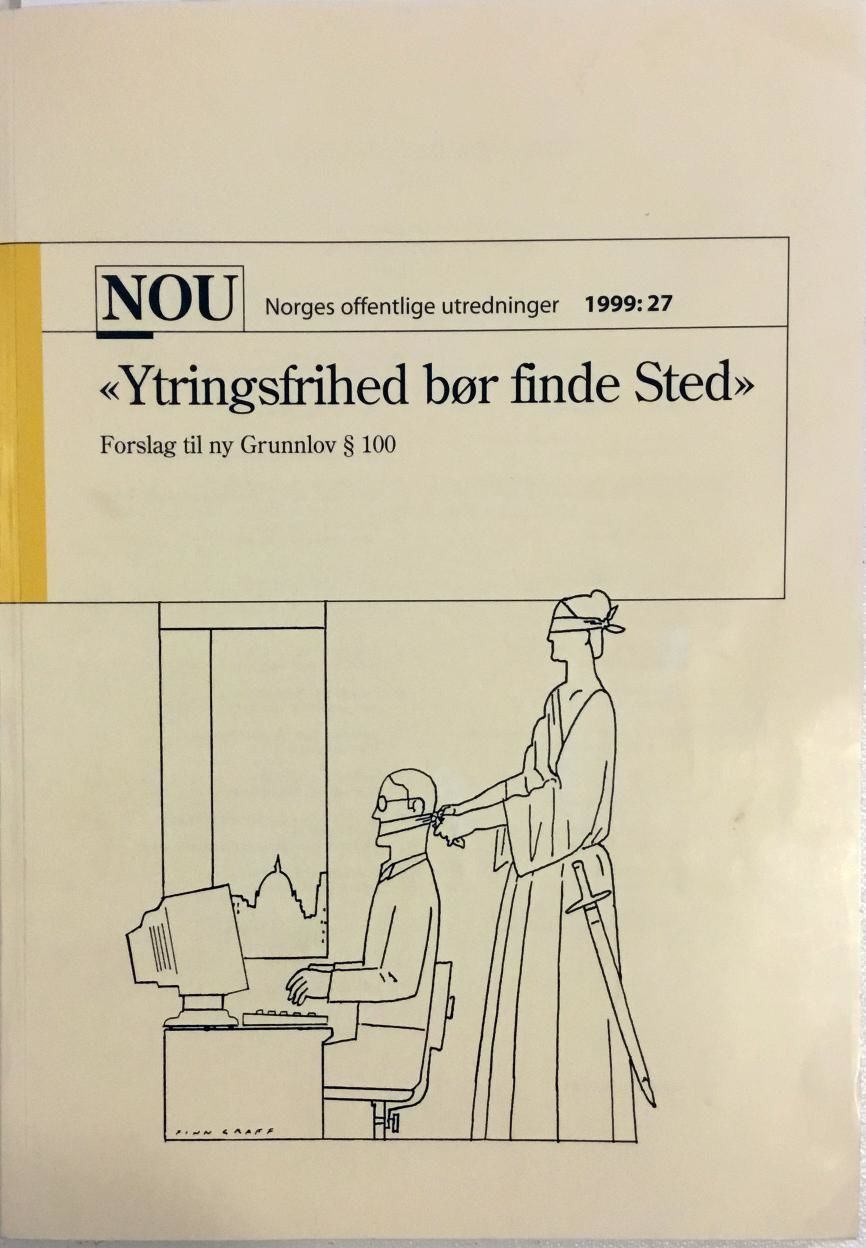 NOU Norges offentlige utredninger 1999: 27
«Ytringsfrihed bør finde Sted»
Forslag til ny Grunnlov § 100
FINN GRAFF